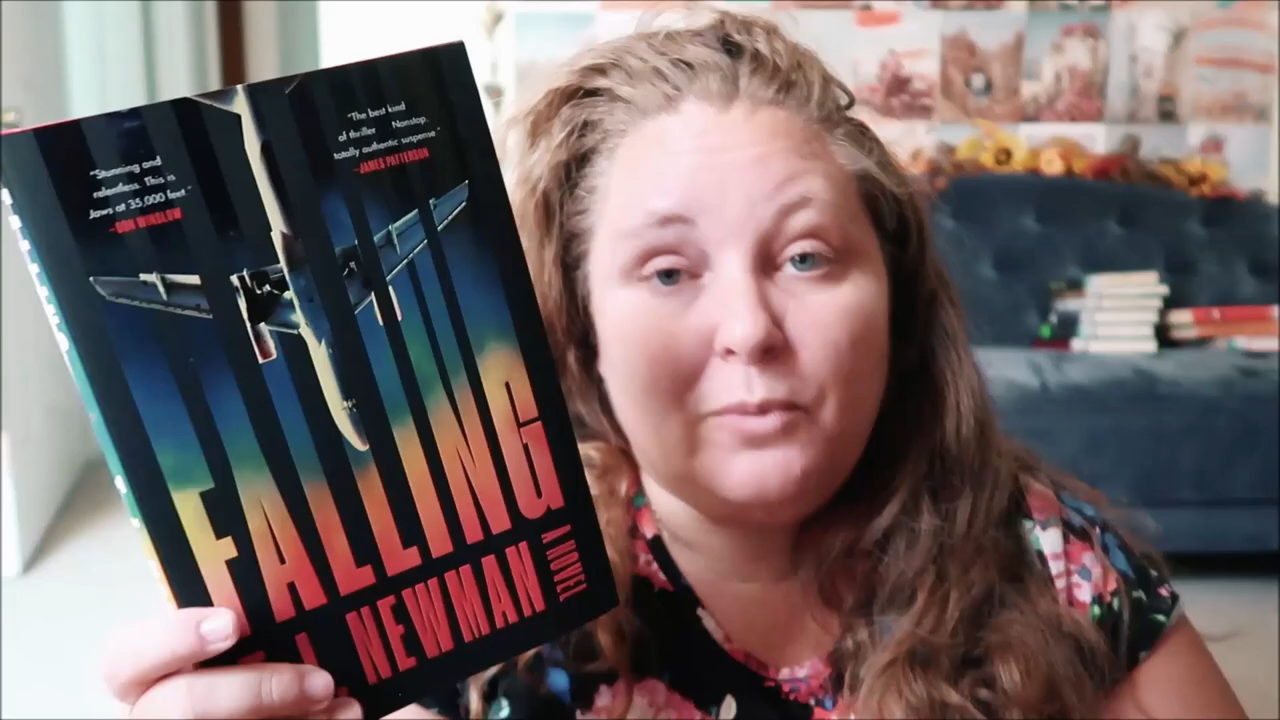 "Stunning and
relentless. This is
Jaws at 35,000 feet."
—DON WINSLOW
"The best kind
of thriller Nonstop,
totally authentic suspense."
—JAMES PATTERSON
FALLING
A NOVEL
NEWMAN